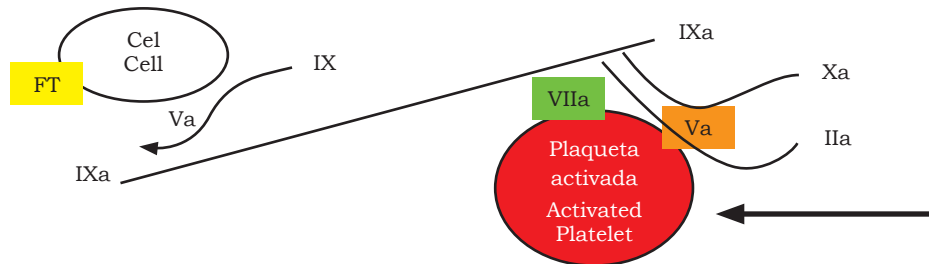 Cel
Cell
FT
IX
Va
IXa
IXa
Xa
VIIa
Va
IIa
Plaqueta
activada
Activated
Platelet